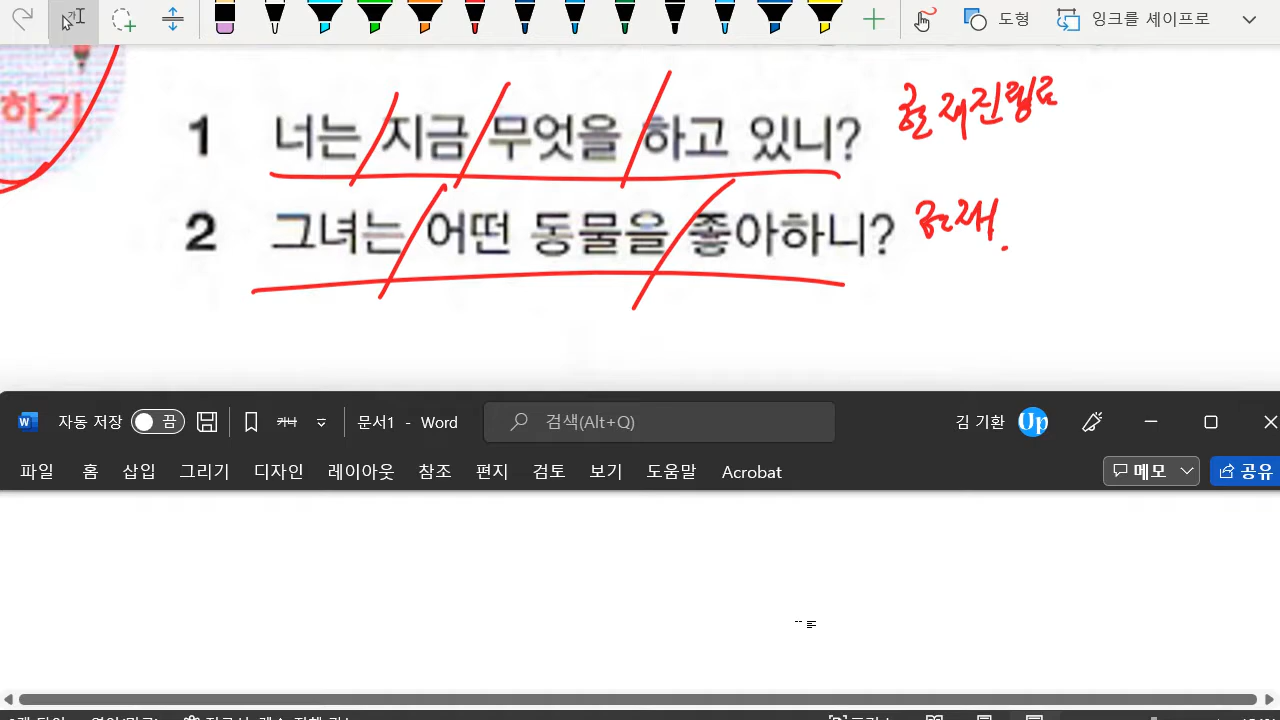 도형 잉크를 셰이프로
하기
1 너는 지금 무엇을 하고 있니? 현재진행료
2 그녀는 어떤 동물을 좋아하니? 현재.
자동 저장 끔 문서1 - Word 검색(Alt+Q) 김 기환 Up
파일 홈 삽입 그리기 디자인 레이아웃 참조 편지 검토 보기 도움말 Acrobat 메모 공유